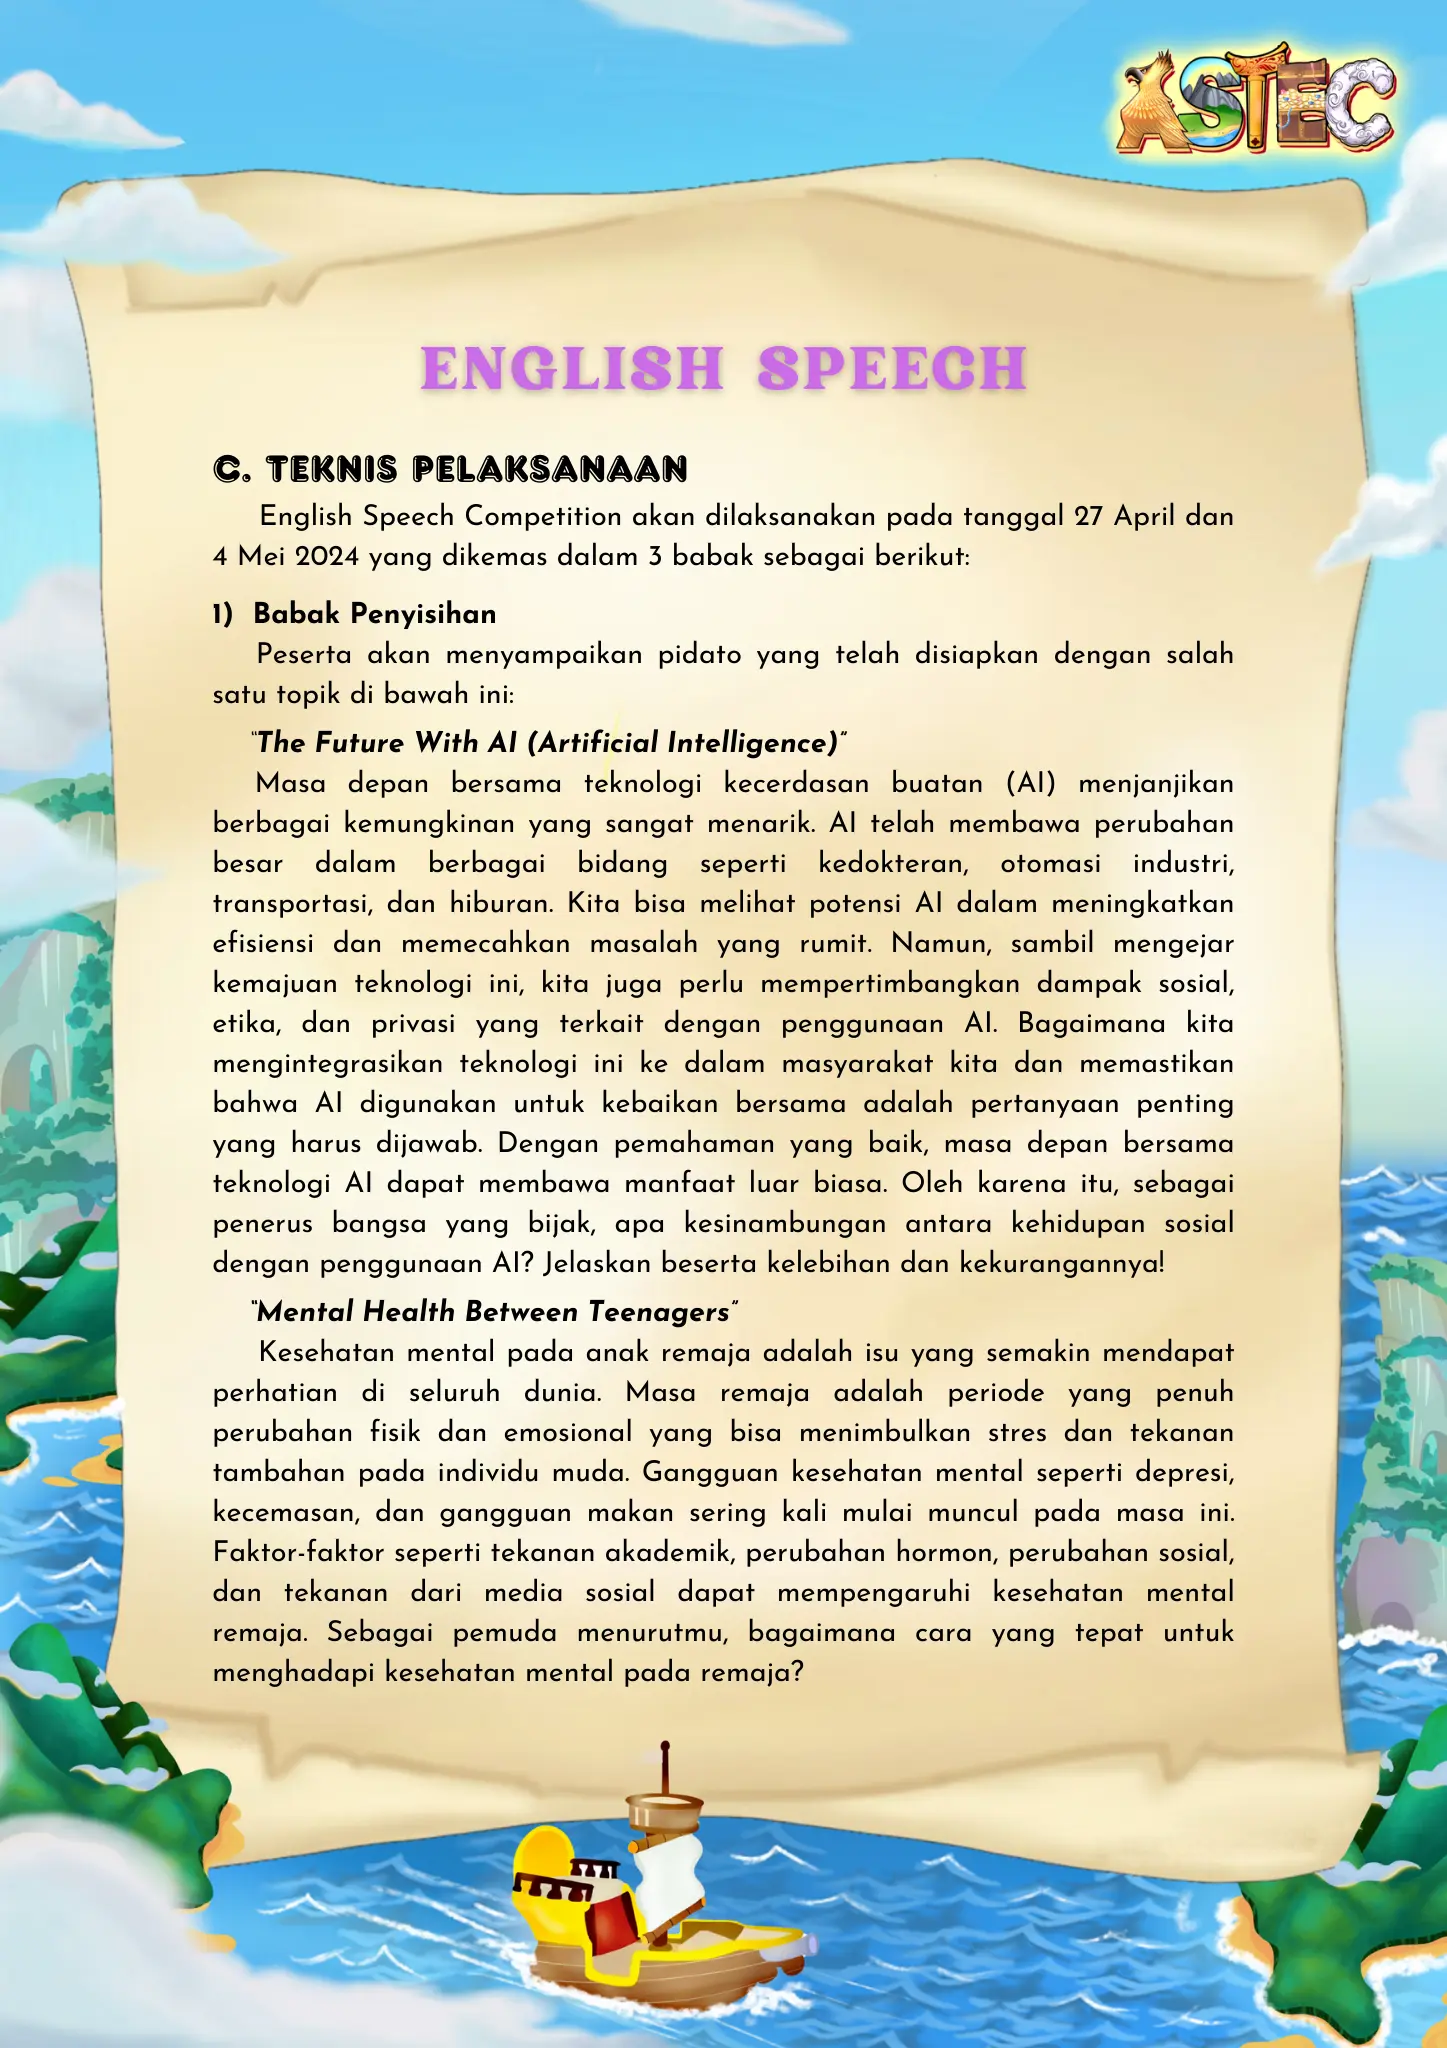 ASTEC
ENGLISH SPEECH
C. TEKNIS PELAKSANAAN
English Speech Competition akan dilaksanakan pada tanggal 27 April dan
4 Mei 2024 yang dikemas dalam 3 babak sebagai berikut:
1) Babak Penyisihan
Peserta akan menyampaikan pidato yang telah disiapkan dengan salah
satu topik di bawah ini:
"The Future With AI (Artificial Intelligence)"
Masa depan bersama teknologi kecerdasan buatan (AI) menjanjikan
berbagai kemungkinan yang sangat menarik. AI telah membawa perubahan
besar dalam berbagai bidang seperti kedokteran, otomasi industri,
transportasi, dan hiburan. Kita bisa melihat potensi AI dalam meningkatkan
efisiensi dan memecahkan masalah yang rumit. Namun, sambil mengejar
kemajuan teknologi ini, kita juga perlu mempertimbangkan dampak sosial,
etika, dan privasi yang terkait dengan penggunaan AI. Bagaimana kita
mengintegrasikan teknologi ini ke dalam masyarakat kita dan memastikan
bahwa AI digunakan untuk kebaikan bersama adalah pertanyaan penting
yang harus dijawab. Dengan pemahaman yang baik, masa depan bersama
teknologi AI dapat membawa manfaat luar biasa. Oleh karena itu, sebagai
penerus bangsa yang bijak, apa kesinambungan antara kehidupan sosial
dengan penggunaan AI? Jelaskan beserta kelebihan dan kekurangannya!
"Mental Health Between Teenagers"
Kesehatan mental pada anak remaja adalah isu yang semakin mendapat
perhatian di seluruh dunia. Masa remaja adalah periode yang penuh
perubahan fisik dan emosional yang bisa menimbulkan stres dan tekanan
tambahan pada individu muda. Gangguan kesehatan mental seperti depresi,
kecemasan, dan gangguan makan sering kali mulai muncul pada masa ini.
Faktor-faktor seperti tekanan akademik, perubahan hormon, perubahan sosial,
dan tekanan dari media sosial dapat mempengaruhi kesehatan mental
remaja. Sebagai pemuda menurutmu, bagaimana cara yang tepat untuk
menghadapi kesehatan mental pada remaja?